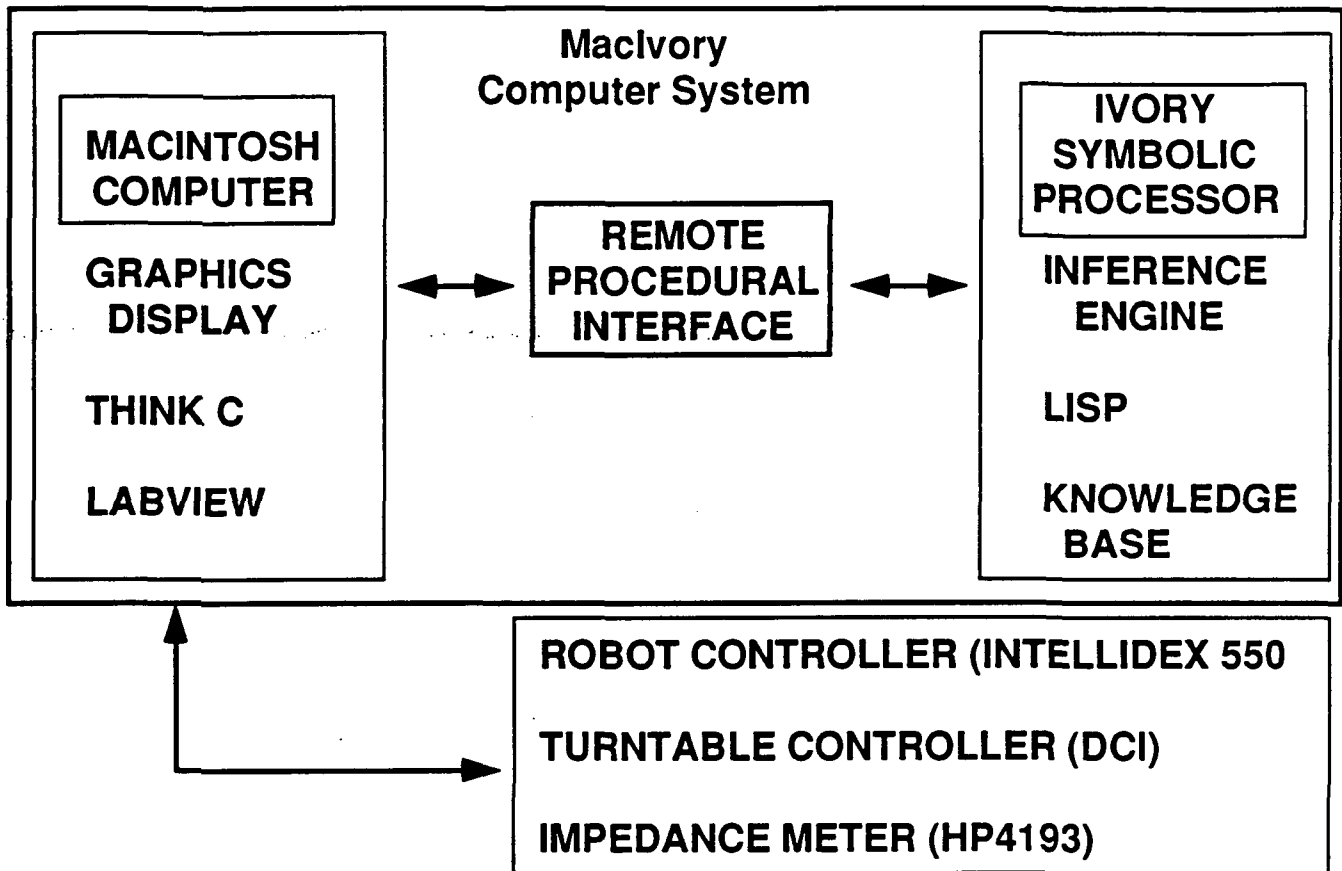 MacIvory
Computer System
MACINTOSH
COMPUTER
GRAPHICS
DISPLAY
THINK C
LABVIEW
REMOTE
PROCEDURAL
INTERFACE
IVORY
SYMBOLIC
PROCESSOR
INFERENCE
ENGINE
LISP
KNOWLEDGE
BASE
ROBOT CONTROLLER (INTELLIDEX 550
TURNTABLE CONTROLLER (DCI)
IMPEDANCE METER (HP4193)